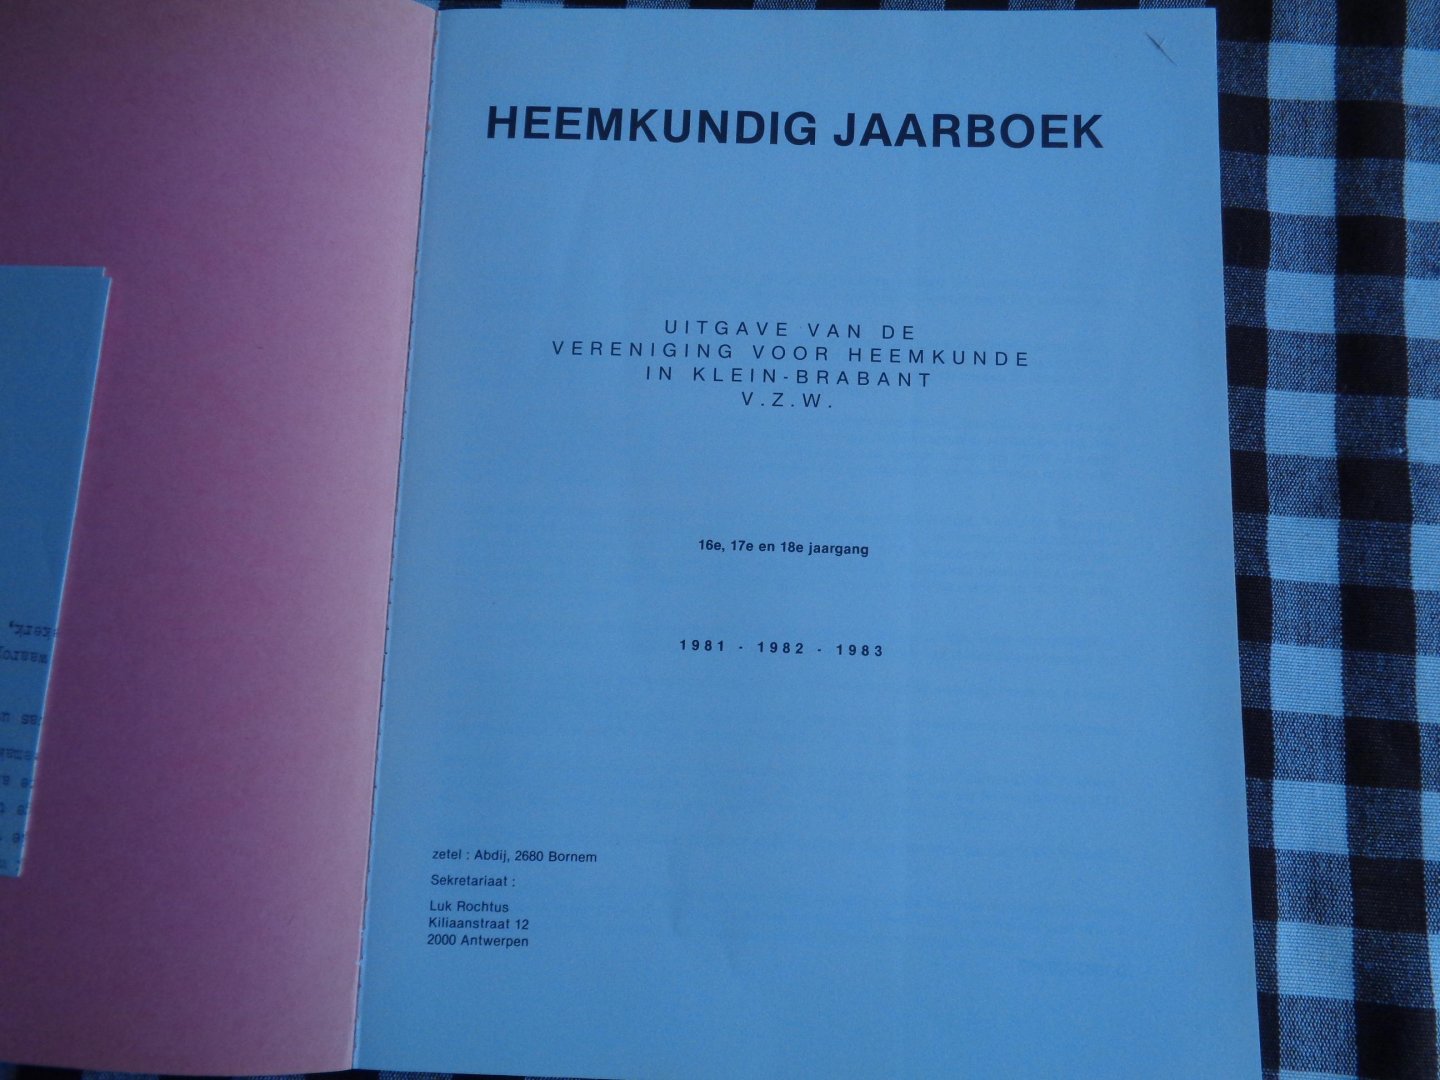 HEEMKUNDIG JAARBOEK
UITGAVE VAN DE
VERENIGING VOOR HEEMKUNDE
IN KLEIN-BRABANT
V.Z.W.
16e, 17e en 18e jaargang
1981 - 1982 - 1983
zetel : Abdij, 2680 Bornem
Sekretariaat :
Luk Rochtus
Kiliaanstraat 12
2000 Antwerpen